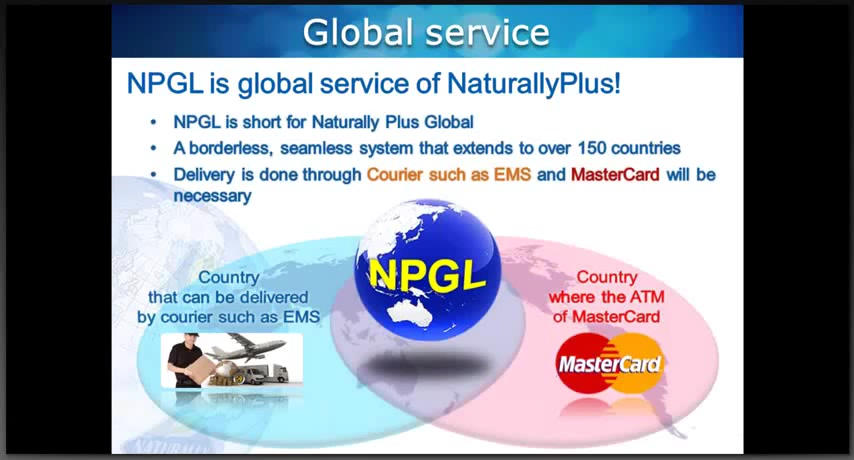 Global service
NPGL is global service of NaturallyPlus!
• NPGL is short for Naturally Plus Global
• A borderless, seamless system that extends to over 150 countries
• Delivery is done through Courier such as EMS and MasterCard will be
necessary
NPGL
Country
that can be delivered
by courier such as EMS
Country
where the ATM
of MasterCard
MasterCard